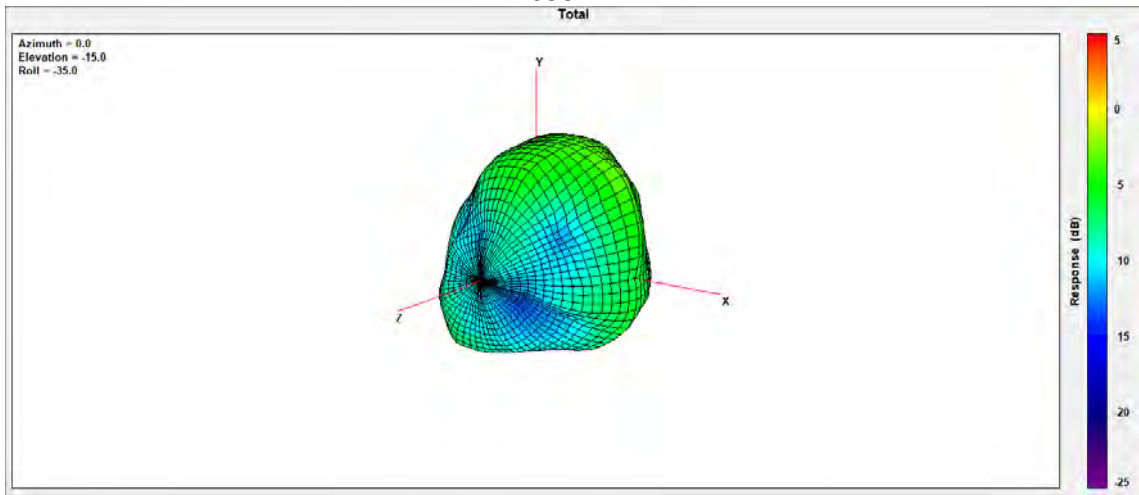 Total
Azimuth = 0.0
Elevation = -15.0
Roll = -35.0
Y
X
Z
Response (dB)
5
0
-5
-10
-15
-20
-25